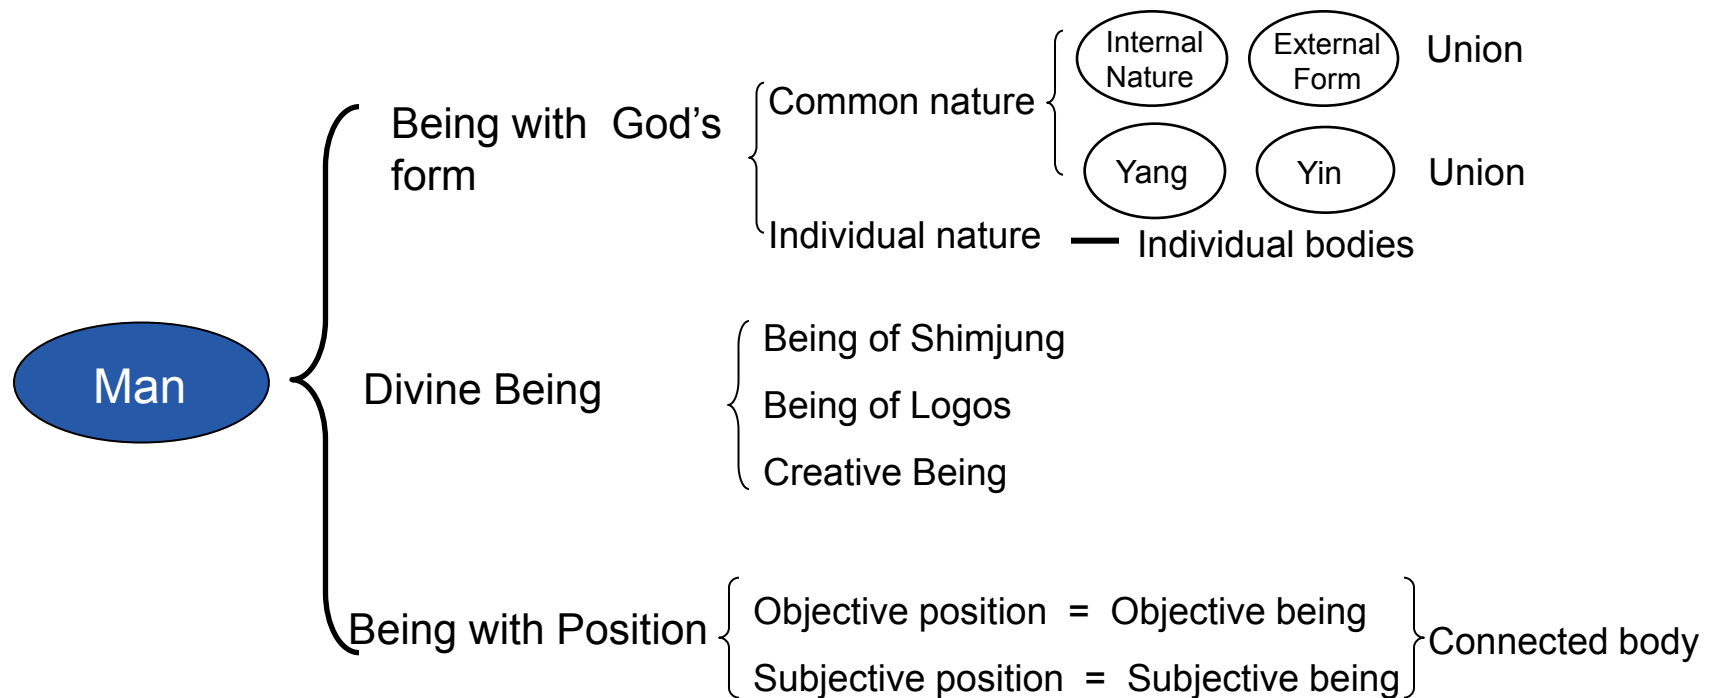 Man
Being with God's
form
Common nature
Internal
Nature
External
Form
Union
Yang
Yin
Union
Individual nature
Individual bodies
Divine Being
Being of Shimjung
Being of Logos
Creative Being
Being with Position
Objective position = Objective being
Subjective position = Subjective being
Connected body